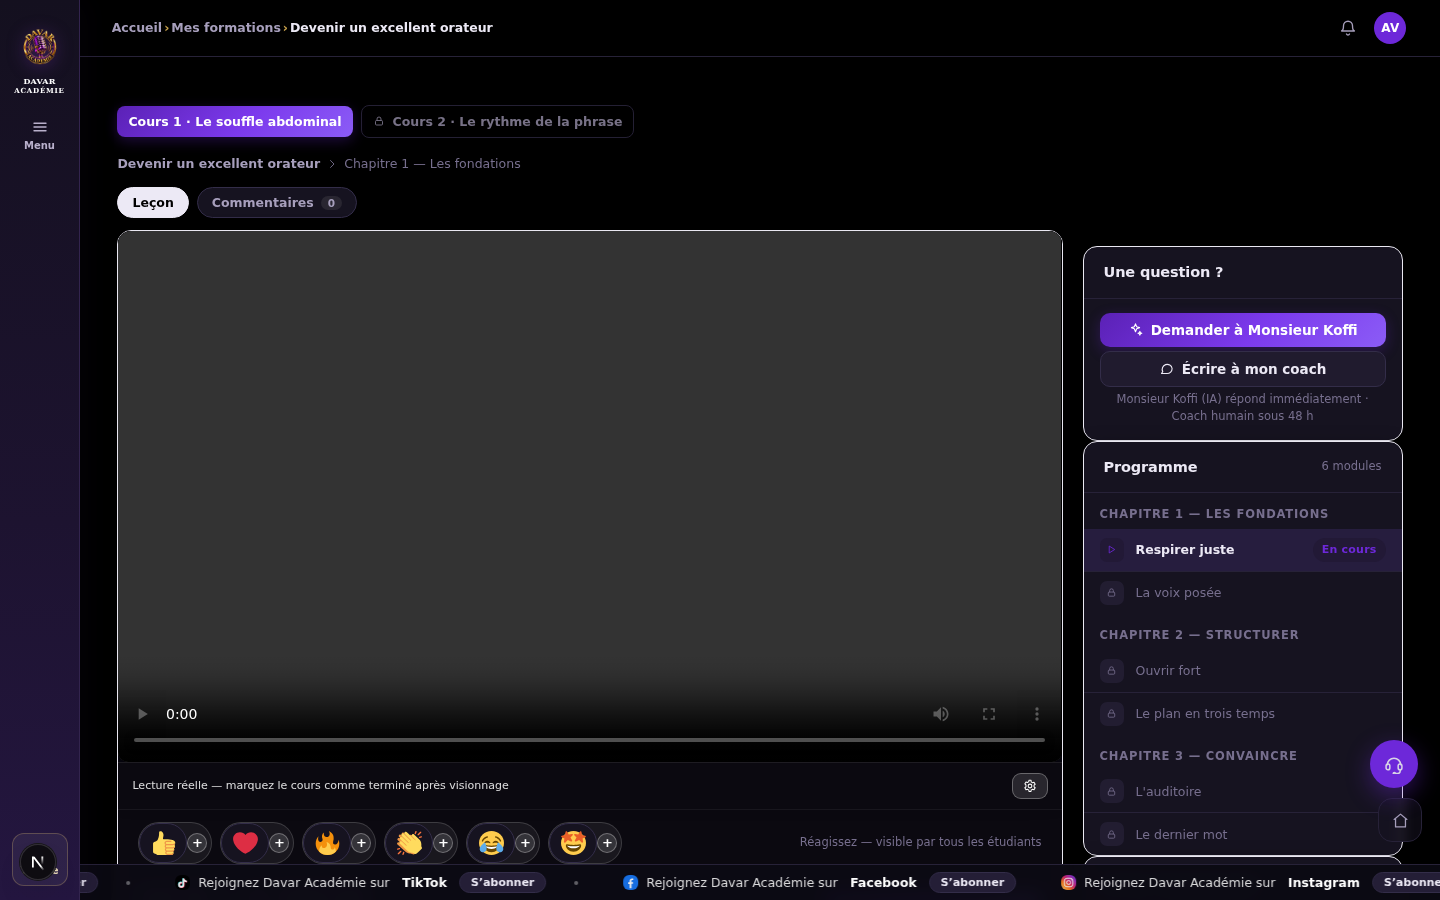 DAVAR
ACADÉMIE
Menu
Accueil › Mes formations › Devenir un excellent orateur
AV
Cours 1 · Le souffle abdominal
Cours 2 · Le rythme de la phrase
Devenir un excellent orateur > Chapitre 1 — Les fondations
Leçon
Commentaires 0
0:00
Lecture réelle — marquez le cours comme terminé après visionnage
+ + + + + +
Réagissez — visible par tous les étudiants
Une question ?
Demander à Monsieur Koffi
Écrire à mon coach
Monsieur Koffi (IA) répond immédiatement ·
Coach humain sous 48 h
Programme
6 modules
CHAPITRE 1 — LES FONDATIONS
Respirer juste
En cours
La voix posée
CHAPITRE 2 — STRUCTURER
Ouvrir fort
Le plan en trois temps
CHAPITRE 3 — CONVAINCRE
L'auditoire
Le dernier mot
N
Rejoignez Davar Académie sur TikTok S’abonner • Rejoignez Davar Académie sur Facebook S’abonner Rejoignez Davar Académie sur Instagram S’abonne